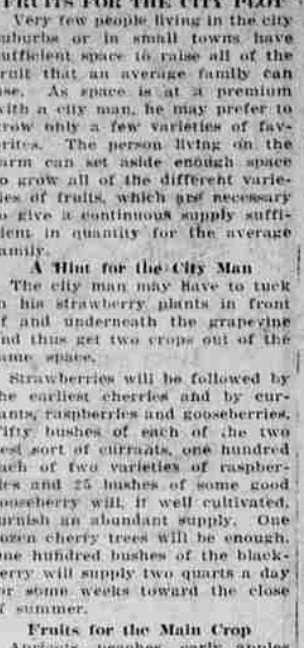 FRUITS FOR THE CITY PLOT
Very few people living in the city
suburbs or in small towns have
sufficient space to raise all of the
fruit that an average family can
use. As space is at a premium
with a city man, he may prefer to
grow only a few varieties of fav-
orites. The person living on the
farm can set aside enough space
to grow all of the different varie-
ties of fruits, which are necessary
to give a continuous supply suffi-
cient in quantity for the average
family.
A Hint for the City Man
The city man may have to tuck
in his strawberry plants in front
of and underneath the grapevine
and thus get two crops out of the
same space.
Strawberries will be followed by
the earliest cherries and by cur-
rants, raspberries and gooseberries.
Fifty bushes of each of the two
best sort of currants, one hundred
each of two varieties of raspber-
ries and 25 bushes of some good
gooseberry will, if well cultivated,
furnish an abundant supply. One
dozen cherry trees will be enough.
One hundred bushes of the black-
berry will supply two quarts a day
for some weeks toward the close
of summer.
Fruits for the Main Crop
Apricots, peaches, early apples